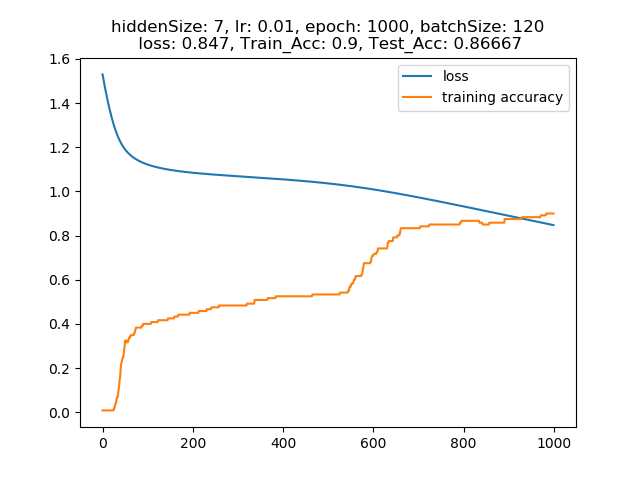 hiddenSize: 7, lr: 0.01, epoch: 1000, batchSize: 120
loss: 0.847, Train_Acc: 0.9, Test_Acc: 0.86667
loss
training accuracy
1.6
1.4
1.2
1.0
0.8
0.6
0.4
0.2
0.0
0 200 400 600 800 1000